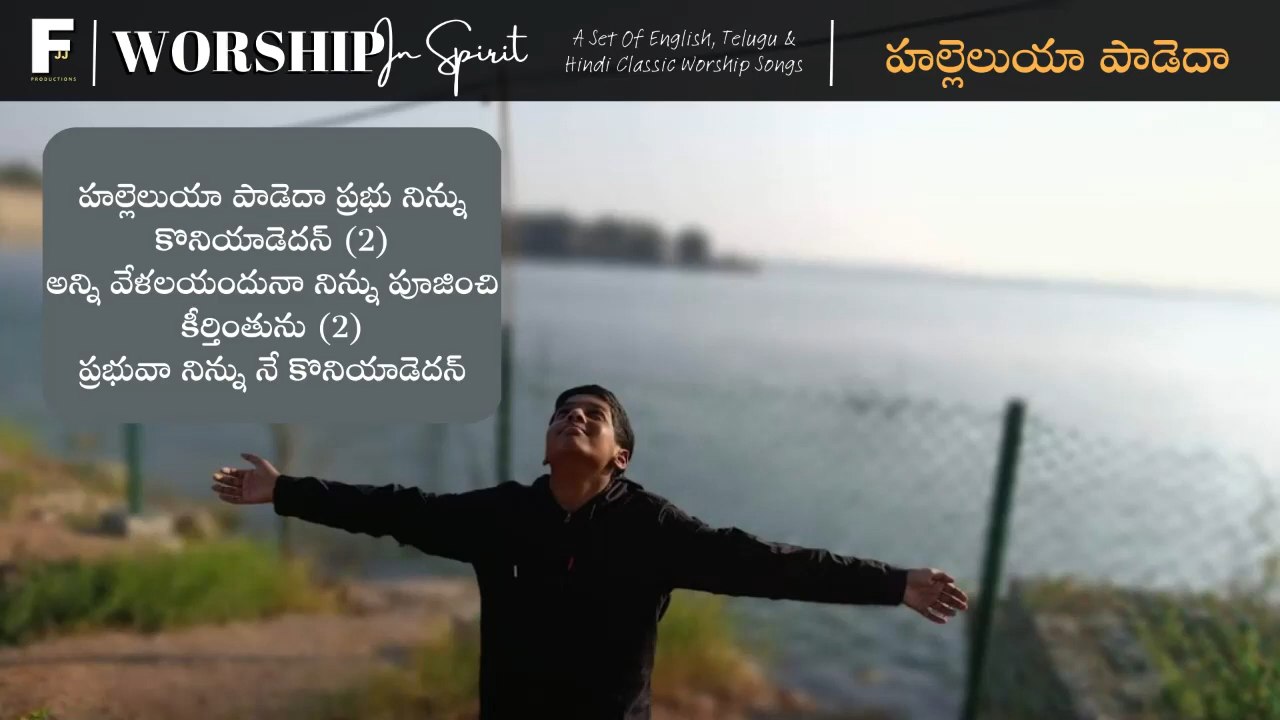 F
JJ
PRODUCTIONS
WORSHIP In Spirit
A Set Of English, Telugu &
Hindi Classic Worship Songs
హల్లెలుయా పాడెదా
హల్లెలుయా పాడెదా ప్రభు నిన్ను
కొనియాడెదన్ (2)
అన్ని వేళలయందునా నిన్ను పూజించి
కీర్తింతును (2)
ప్రభువా నిన్ను నే కొనియాడెదన్